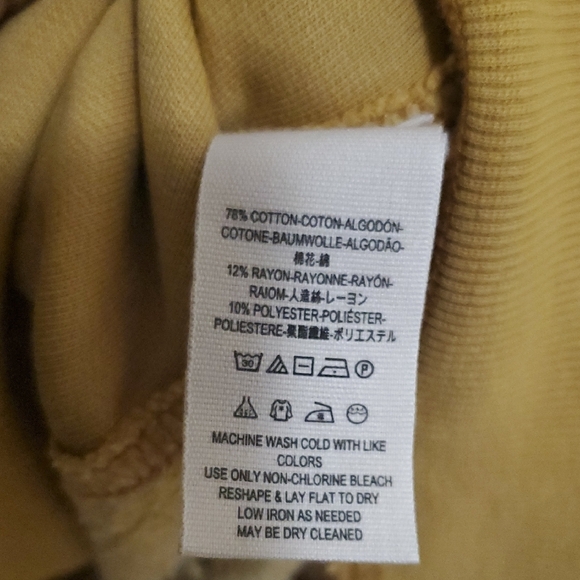 78% COTTON-COTON-ALGODÓN-
COTONE-BAUMWOLLE-ALGODÃO-
棉花-綿
12% RAYON-RAYONNE-RAYÓN-
RAIOM-人造絲-レーヨン
10% POLYESTER-POLIÉSTER-
POLIESTERE-聚酯纖維-ポリエステル
30
P
MACHINE WASH COLD WITH LIKE
COLORS
USE ONLY NON-CHLORINE BLEACH
RESHAPE & LAY FLAT TO DRY
LOW IRON AS NEEDED
MAY BE DRY CLEANED